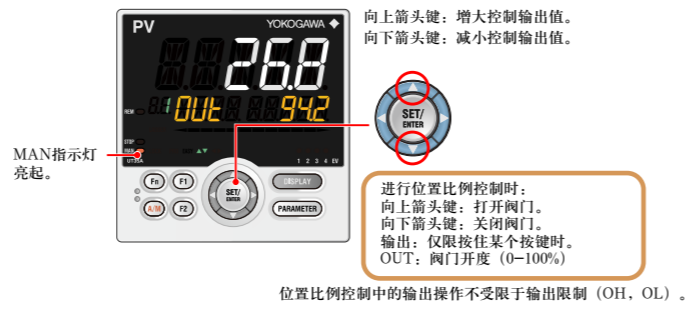 向上箭头键：增大控制输出值。
向下箭头键：减小控制输出值。
PV
YOKOGAWA
26.8
1 OUt 94.2
REM
STOP
MAN
UT35A
1 2 3 4 EV
SET/
ENTER
MAN指示灯
亮起。
Fn
F1
SET/
ENTER
DISPLAY
A/M
F2
PARAMETER
进行位置比例控制时：
向上箭头键：打开阀门。
向下箭头键：关闭阀门。
输出：仅限按住某个按键时。
OUT：阀门开度（0-100%）
位置比例控制中的输出操作不受限于输出限制（OH，OL）。